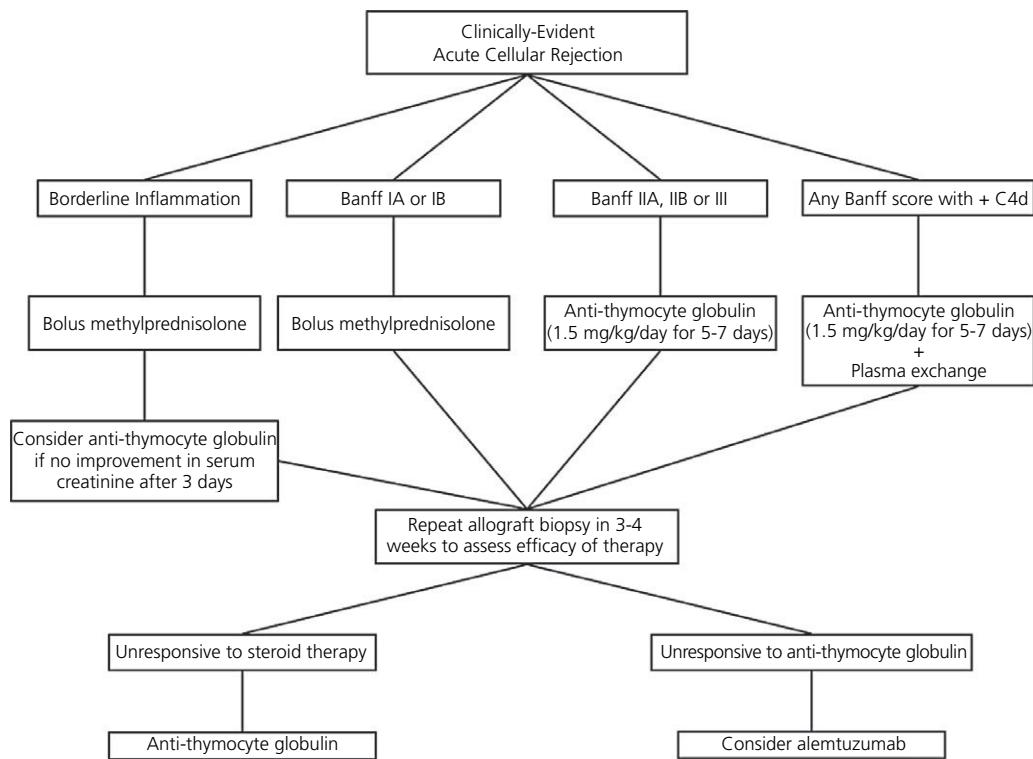 Clinically-Evident
Acute Cellular Rejection
Borderline Inflammation
Banff IA or IB
Banff IIA, IIB or III
Any Banff score with + C4d
Bolus methylprednisolone
Bolus methylprednisolone
Anti-thymocyte globulin
(1.5 mg/kg/day for 5-7 days)
Anti-thymocyte globulin
(1.5 mg/kg/day for 5-7 days)
+
Plasma exchange
Consider anti-thymocyte globulin
if no improvement in serum
creatinine after 3 days
Repeat allograft biopsy in 3-4
weeks to assess efficacy of therapy
Unresponsive to steroid therapy
Unresponsive to anti-thymocyte globulin
Anti-thymocyte globulin
Consider alemtuzumab